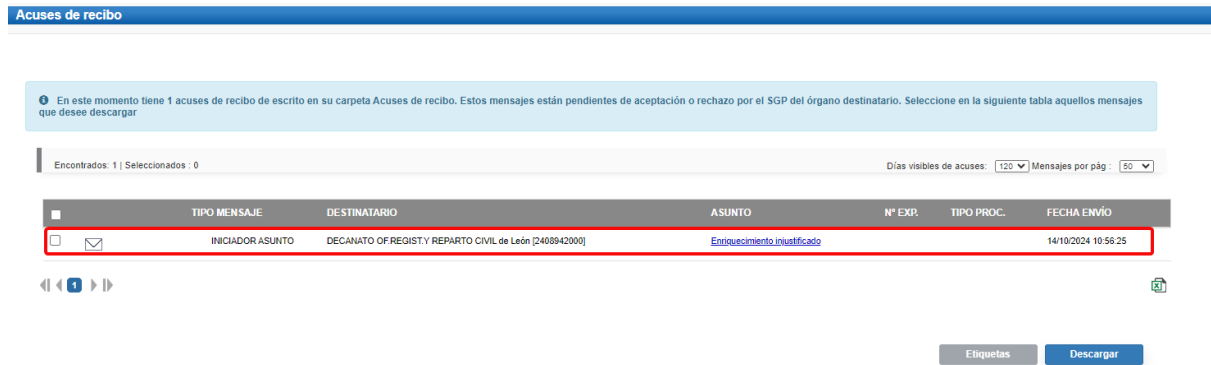 Acuses de recibo
En este momento tiene 1 acuses de recibo de escrito en su carpeta Acuses de recibo. Estos mensajes están pendientes de aceptación o rechazo por el SGP del órgano destinatario. Seleccione en la siguiente tabla aquellos mensajes
que desee descargar
Encontrados: 1 | Seleccionados : 0 Días visibles de acuses: 120 Mensajes por pág : 50
TIPO MENSAJE DESTINATARIO ASUNTO Nº EXP. TIPO PROC. FECHA ENVÍO
INICIADOR ASUNTO DECANATO OF.REGIST.Y REPARTO CIVIL de León [2408942000] Enriquecimiento injustificado 14/10/2024 10:56:25
1
Etiquetas Descargar